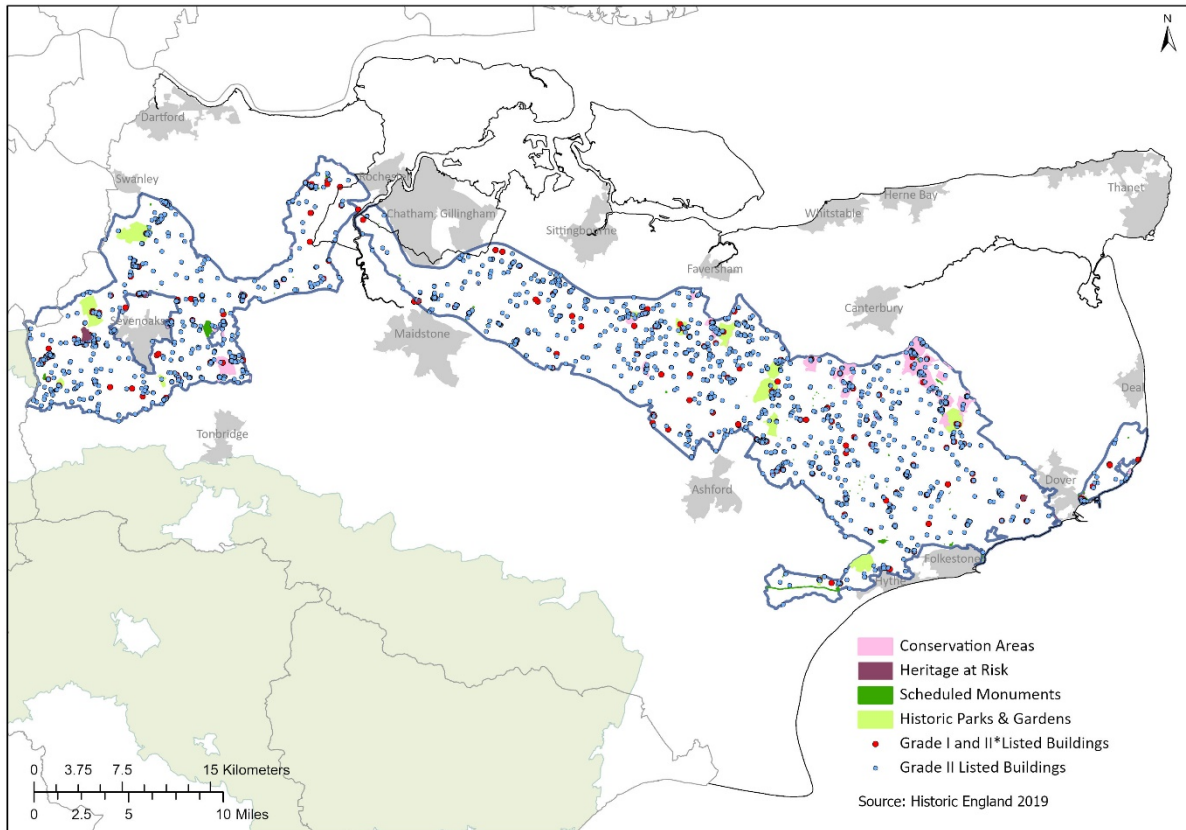 N
Dartford
Swanley
Rochester
Chatham, Gillingham
Sittingbourne
Whitstable
Herne Bay
Thanet
Faversham
Canterbury
Sevenoaks
Maidstone
Deal
Tonbridge
Ashford
Dover
Folkestone
Hythe
Conservation Areas
Heritage at Risk
Scheduled Monuments
Historic Parks & Gardens
Grade I and II*Listed Buildings
Grade II Listed Buildings
Source: Historic England 2019
0 3.75 7.5 15 Kilometers
0 2.5 5 10 Miles